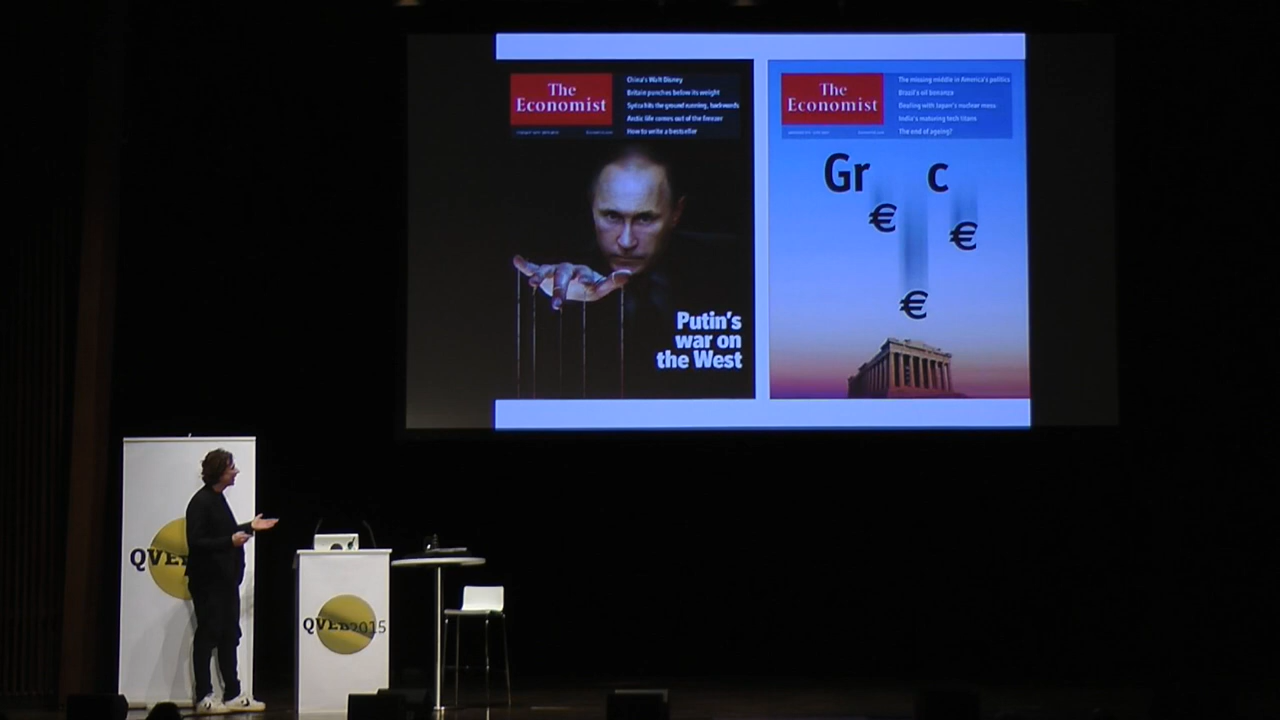 The
Economist
China's Walt Disney
Britain punches below its weight
Syriza hits the ground running, backwards
Arctic life comes out of the freezer
How to write a bestseller
Putin's
war on
the West
The
Economist
The missing middle in America's politics
Brazil's oil bonanza
Dealing with Japan's nuclear mess
India's maturing tech titans
The end of ageing?
Gr c
€
€
€
QVED2015